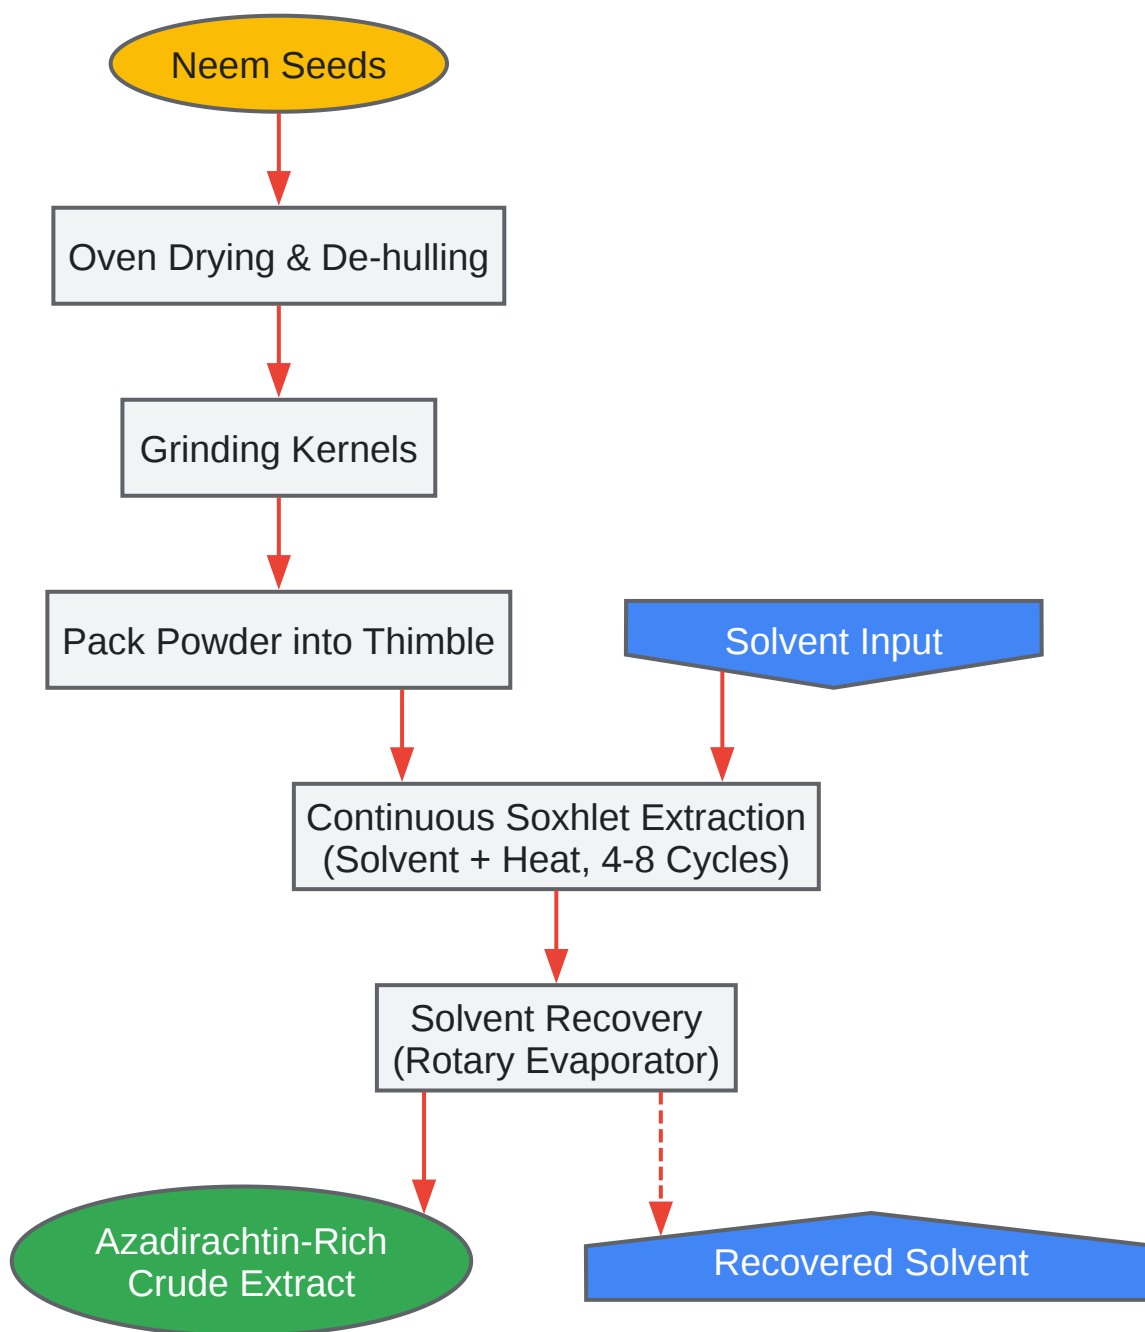 Neem Seeds
Oven Drying & De-hulling
Grinding Kernels
Pack Powder into Thimble
Solvent Input
Continuous Soxhlet Extraction
(Solvent + Heat, 4-8 Cycles)
Solvent Recovery
(Rotary Evaporator)
Azadirachtin-Rich
Crude Extract
Recovered Solvent